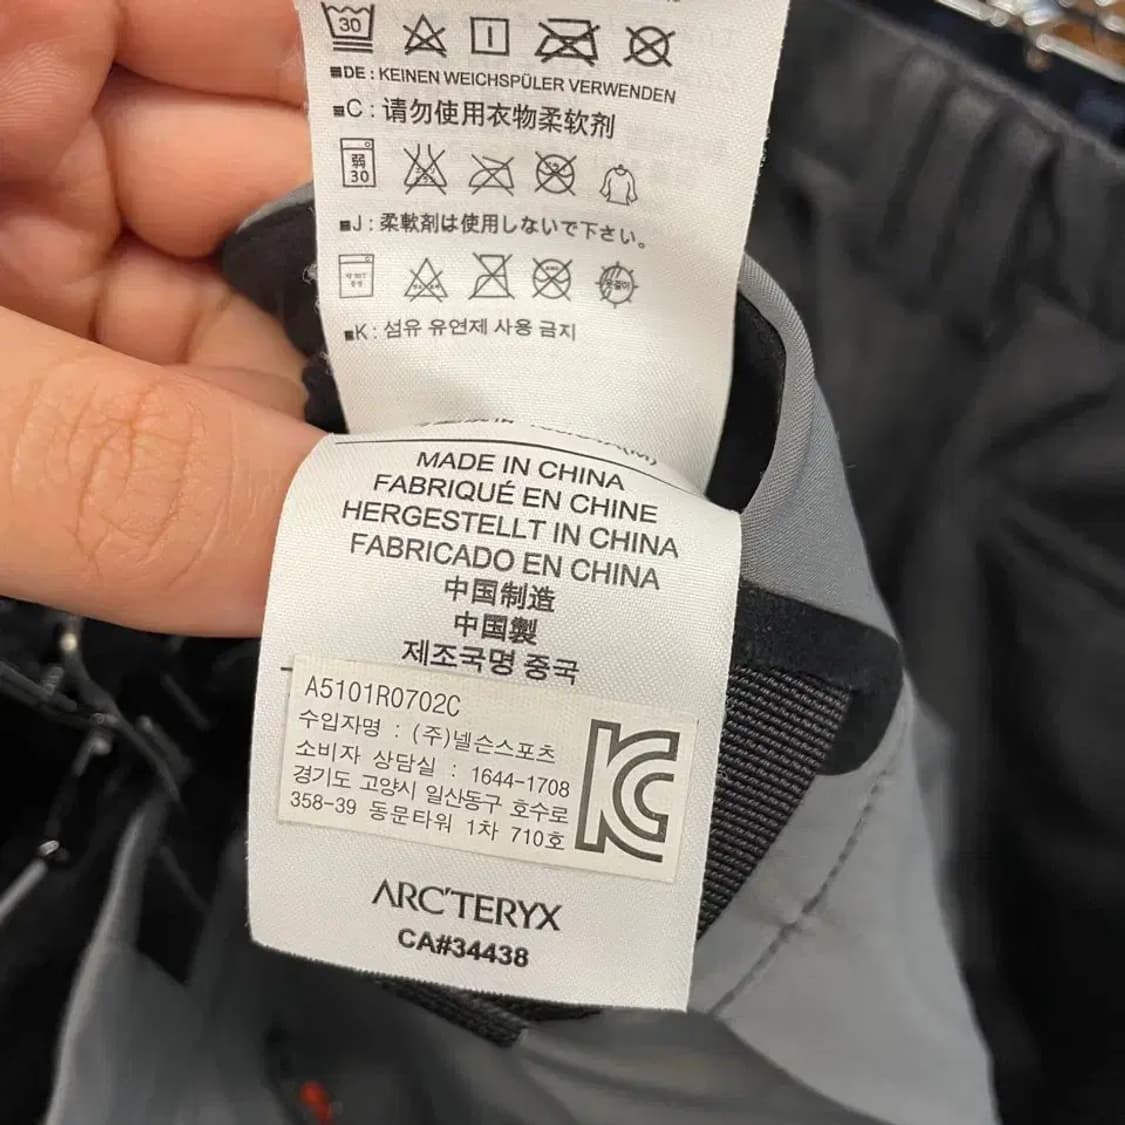 30
DE : KEINEN WEICHSPÜLER VERWENDEN
C : 请勿使用衣物柔软剂
弱
30
J : 柔軟剤は使用しないで下さい。
K : 섬유 유연제 사용 금지
MADE IN CHINA
FABRIQUÉ EN CHINE
HERGESTELLT IN CHINA
FABRICADO EN CHINA
中国制造
中国製
제조국명 중국
A5101R0702C
수입자명 : (주)넬슨스포츠
소비자 상담실 : 1644-1708
경기도 고양시 일산동구 호수로
358-39 동문타워 1차 710호
ARC'TERYX
CA#34438